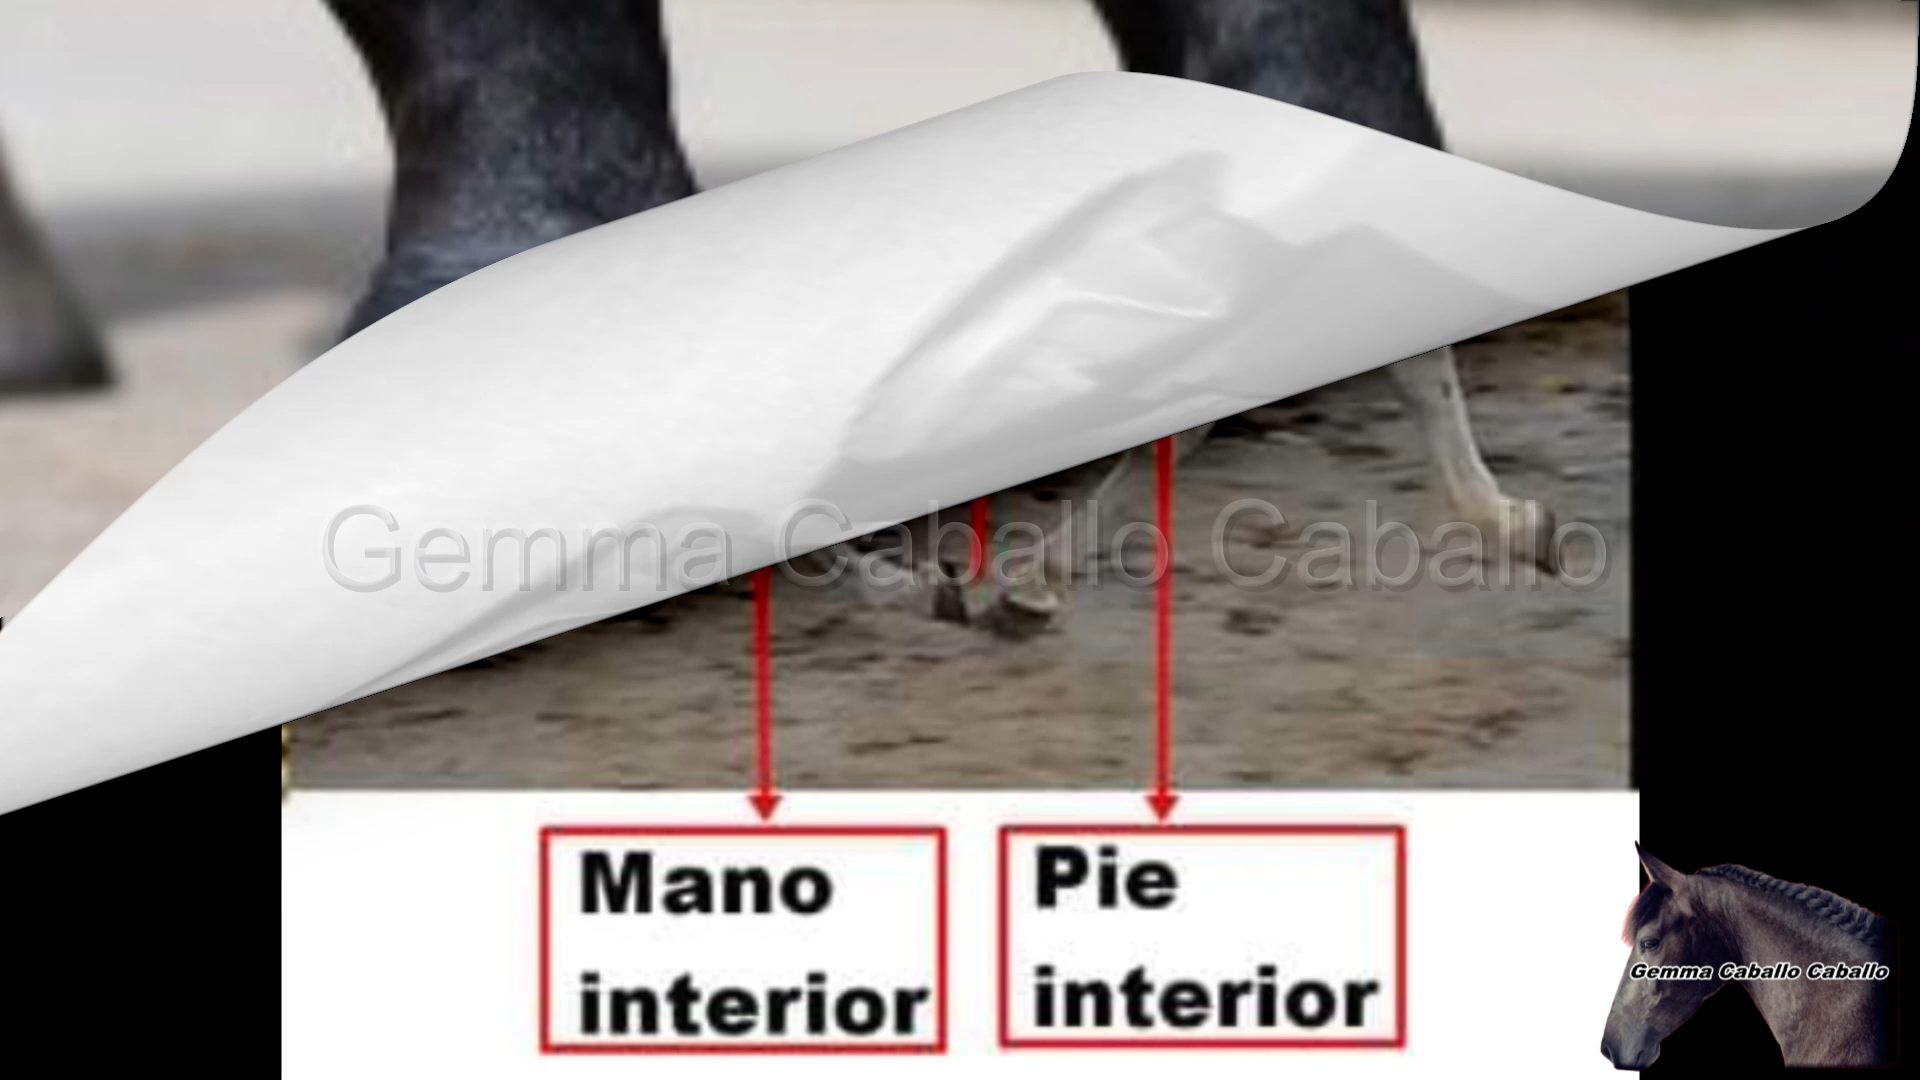 Gemma Caballo Caballo
Mano
interior
Pie
interior
Gemma Caballo Caballo